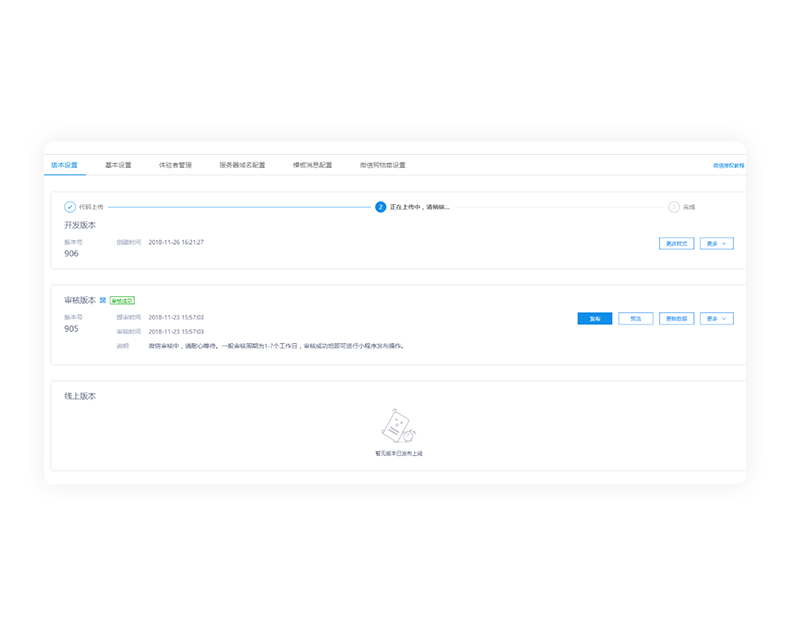 版本设置 基本设置 体验者管理 服务器域名配置 模板消息配置 微信购物单设置 微信授权教程
代码上传 2 正在上传中，请稍候... 3 完成
开发版本
版本号 创建时间 2018-11-26 16:21:27
906
更多
审核版本 审核成功
版本号 提审时间 2018-11-23 15:57:03
905
审核时间 2018-11-23 15:57:03
说明 微信审核中，请耐心等待。一般审核周期为1-7个工作日，审核成功后即可进行小程序发布操作。
发布 预览 更新数据 更多
线上版本
暂无版本已发布上线